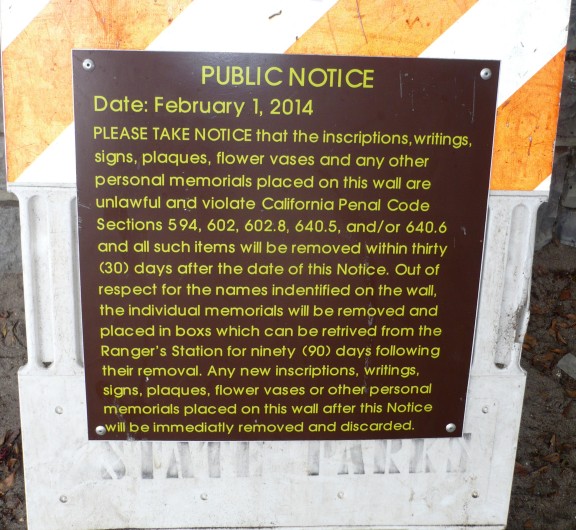 PUBLIC NOTICE
Date: February 1, 2014
PLEASE TAKE NOTICE that the inscriptions, writings,
signs, plaques, flower vases and any other
personal memorials placed on this wall are
unlawful and violate California Penal Code
Sections 594, 602, 602.8, 640.5, and/or 640.6
and all such items will be removed within thirty
(30) days after the date of this Notice. Out of
respect for the names indentified on the wall,
the individual memorials will be removed and
placed in boxs which can be retrived from the
Ranger's Station for ninety (90) days following
their removal. Any new inscriptions, writings,
signs, plaques, flower vases or other personal
memorials placed on this wall after this Notice
will be immediatly removed and discarded.
STATE PARKS